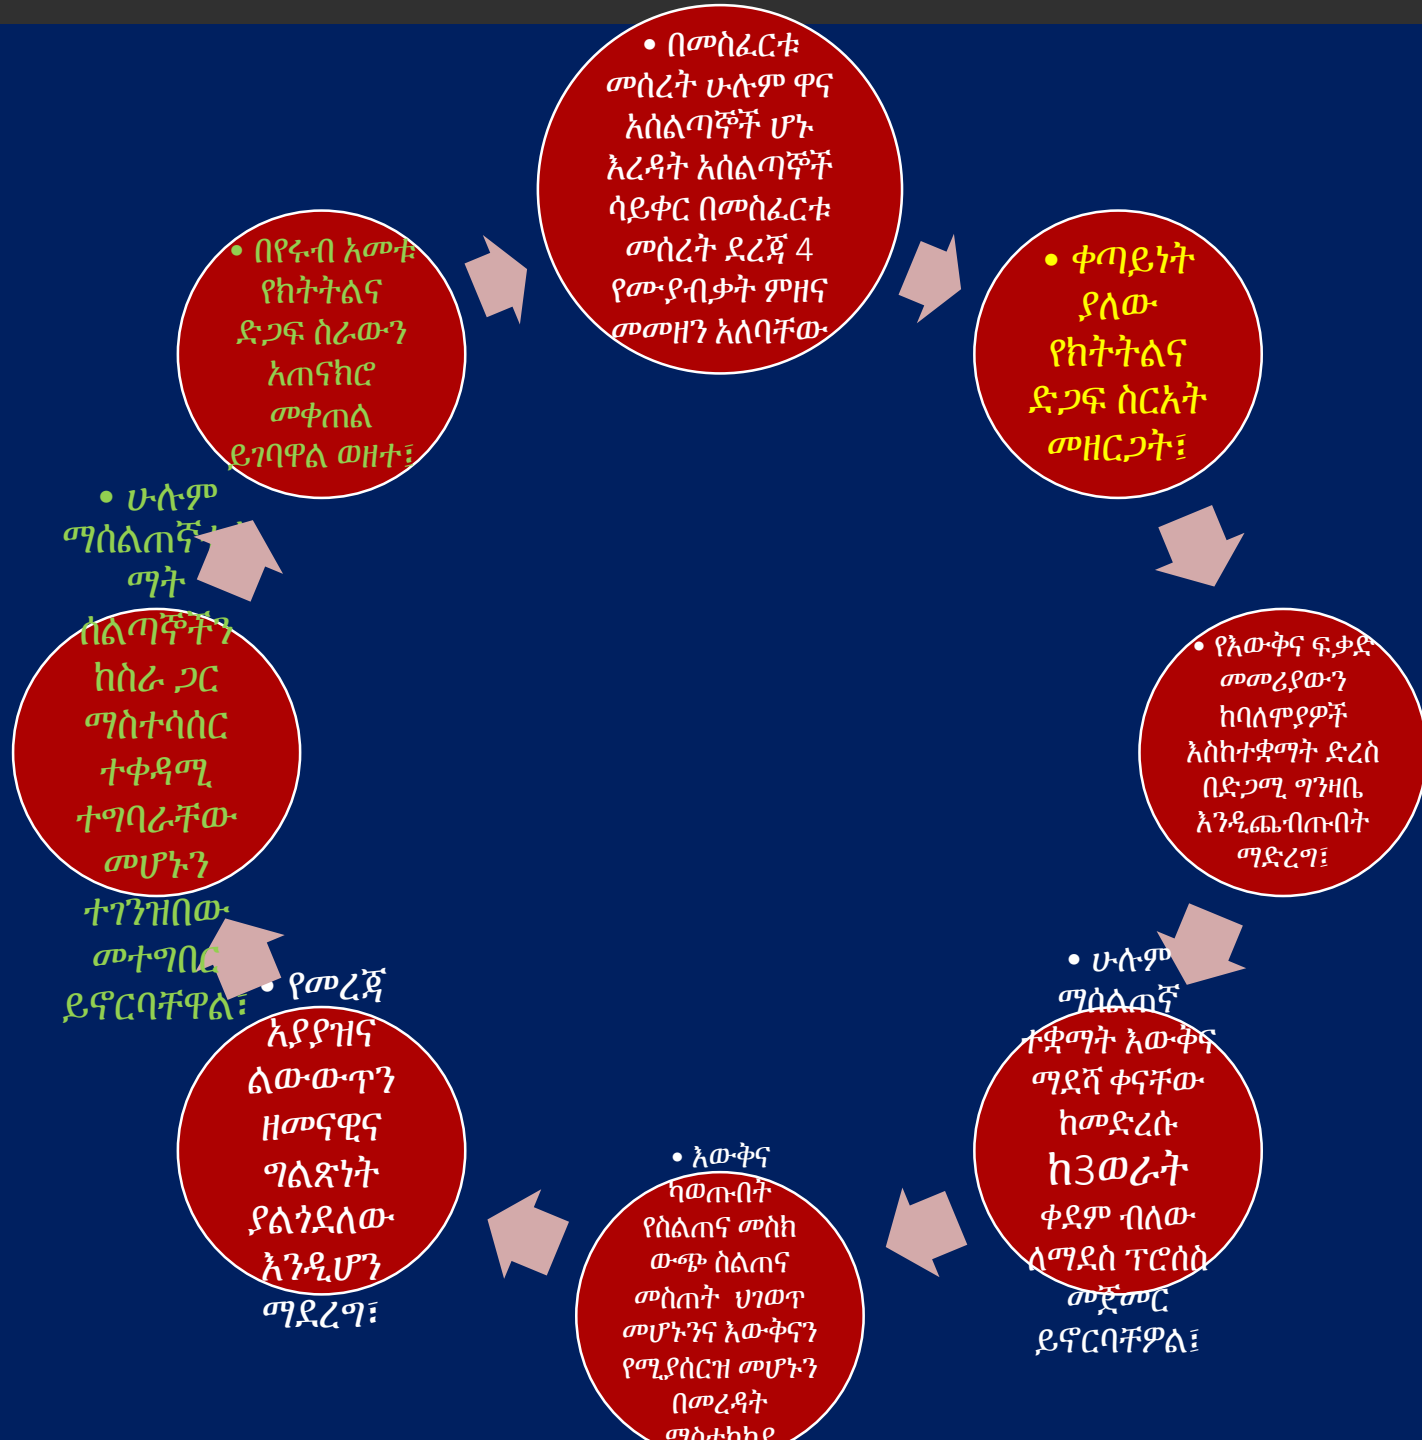 • በመስፈርቱ
መሰረት ሁሉም ዋና
አሰልጣኞች ሆኑ
እረዳት አሰልጣኞች
ሳይቀር በመስፈርቱ
መሰረት ደረጃ 4
የሙያብቃት ምዘና
መመዘን አለባቸው
• ቀጣይነት
ያለው
የክትትልና
ድጋፍ ስርአት
መዘርጋት፤
• የእውቅና ፍቃድ
መመሪያውን
ከባለሞያዎች
እስከተቋማት ድረስ
በድጋሚ ግንዛቤ
እንዲጨብጡበት
ማድረግ፤
• ሁሉም
ማሰልጠኛ
ተቋማት እውቅና
ማደሻ ቀናቸው
ከመድረሱ
ከ3ወራት
ቀደም ብለው
ለማደስ ፕሮሰስ
መጀመር
ይኖርባቸዎል፤
• እውቅና
ካወጡበት
የስልጠና መስክ
ውጭ ስልጠና
መስጠት ህገወጥ
መሆኑንና እውቅናን
የሚያሰርዝ መሆኑን
በመረዳት
• የመረጃ
አያያዝና
ልውውጥን
ዘመናዊና
ግልጽነት
ያልጎደለው
እንዲሆን
ማደረግ፣
• ሁሉም
ማሰልጠኛ
ማት
ሰልጣኞችን
ከስራ ጋር
ማስተሳሰር
ተቀዳሚ
ተግባራቸው
መሆኑን
ተገንዝበው
መተግበር
ይኖርባቸዋል፣
• በየሩብ አመቱ
የክትትልና
ድጋፍ ስራውን
አጠናክሮ
መቀጠል
ይገባዋል ወዘተ፤